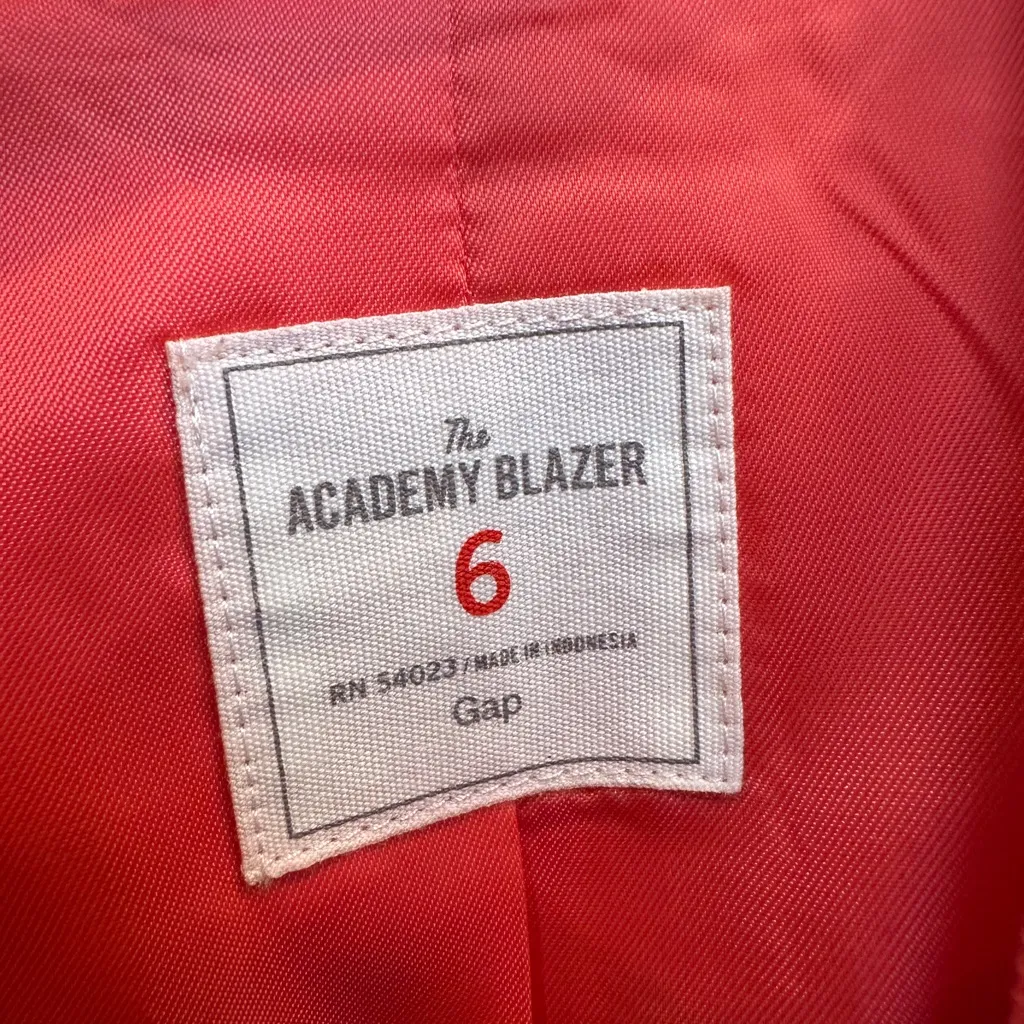 The
ACADEMY BLAZER
6
RN 54023 / MADE IN INDONESIA
Gap